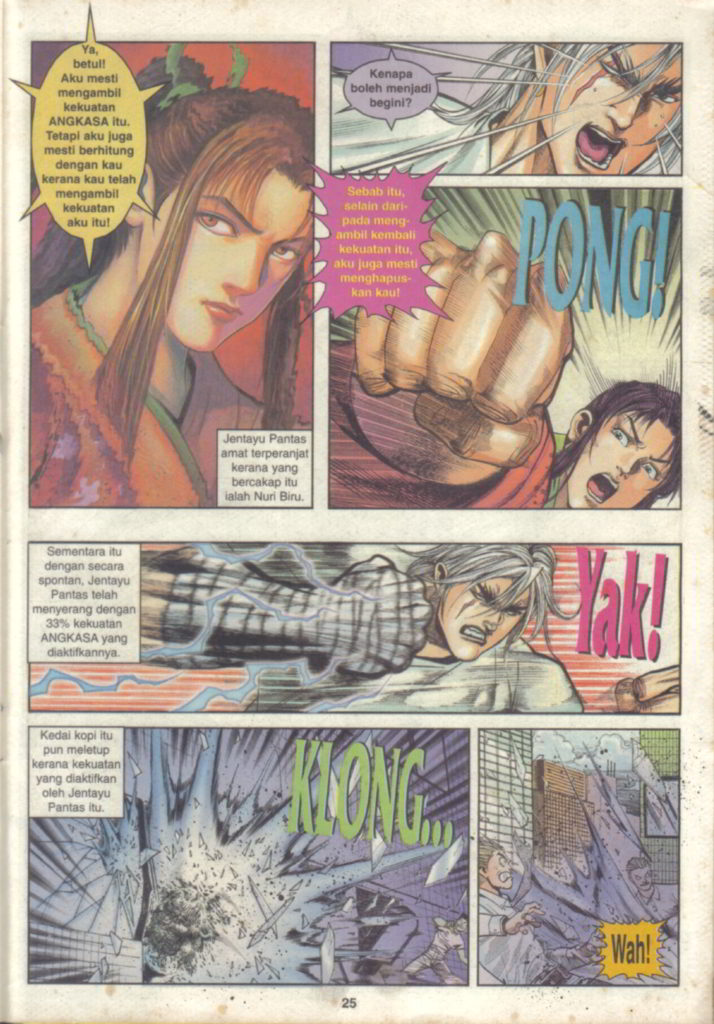 Ya,
betul!
Aku mesti
mengambil
kekuatan
ANGKASA itu.
Tetapi aku juga
mesti berhitung
dengan kau
kerana kau telah
mengambil
kekuatan
aku itu!
Jentayu Pantas
amat terperanjat
kerana yang
bercakap itu
ialah Nuri Biru.
Kenapa
boleh menjadi
begini?
Sebab itu,
selain dari-
pada meng-
ambil kembali
kekuatan itu,
aku juga mesti
menghapus-
kan kau!
PONG!
Sementara itu
dengan secara
spontan, Jentayu
Pantas telah
menyerang dengan
33% kekuatan
ANGKASA yang
diaktifkannya.
Yak!
Kedai kopi itu
pun meletup
kerana kekuatan
yang diaktifkan
oleh Jentayu
Pantas itu.
KLONG...
Wah!
25